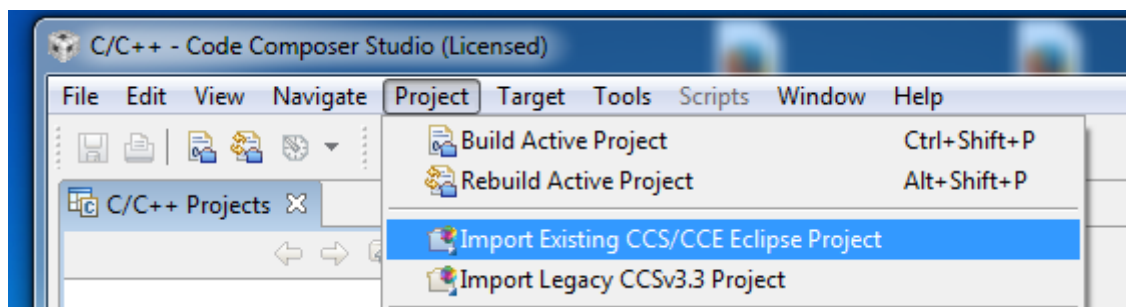 C/C++ - Code Composer Studio (Licensed)
File Edit View Navigate Project Target Tools Scripts Window Help
Build Active Project Ctrl+Shift+P
Rebuild Active Project Alt+Shift+P
C/C++ Projects
Import Existing CCS/CCE Eclipse Project
Import Legacy CCSv3.3 Project